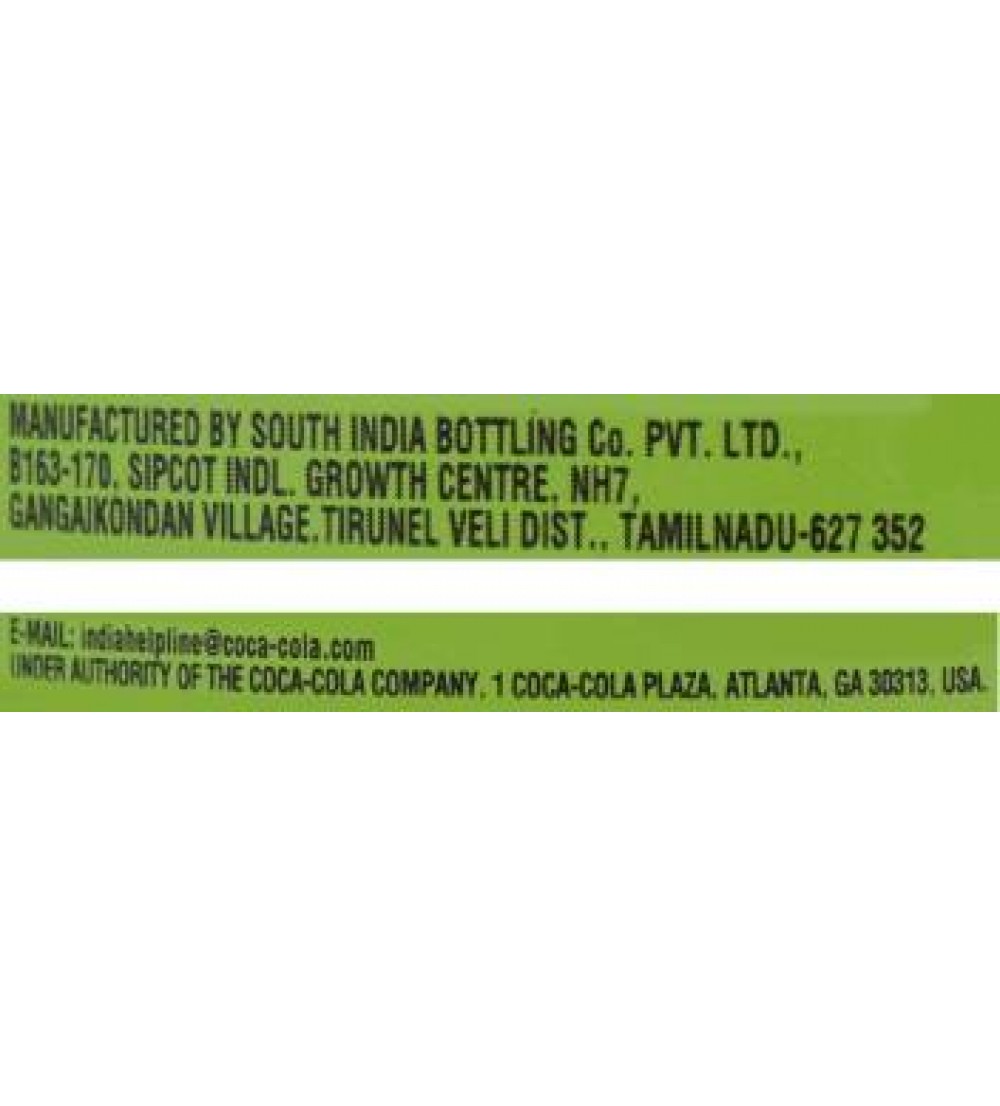 MANUFACTURED BY SOUTH INDIA BOTTLING Co. PVT. LTD.,
B163-170, SIPCOT INDL. GROWTH CENTRE, NH7,
GANGAIKONDAN VILLAGE,TIRUNEL VELI DIST., TAMILNADU-627 352
E-MAIL: indiahelpline@coca-cola.com
UNDER AUTHORITY OF THE COCA-COLA COMPANY, 1 COCA-COLA PLAZA, ATLANTA, GA 30313, USA.